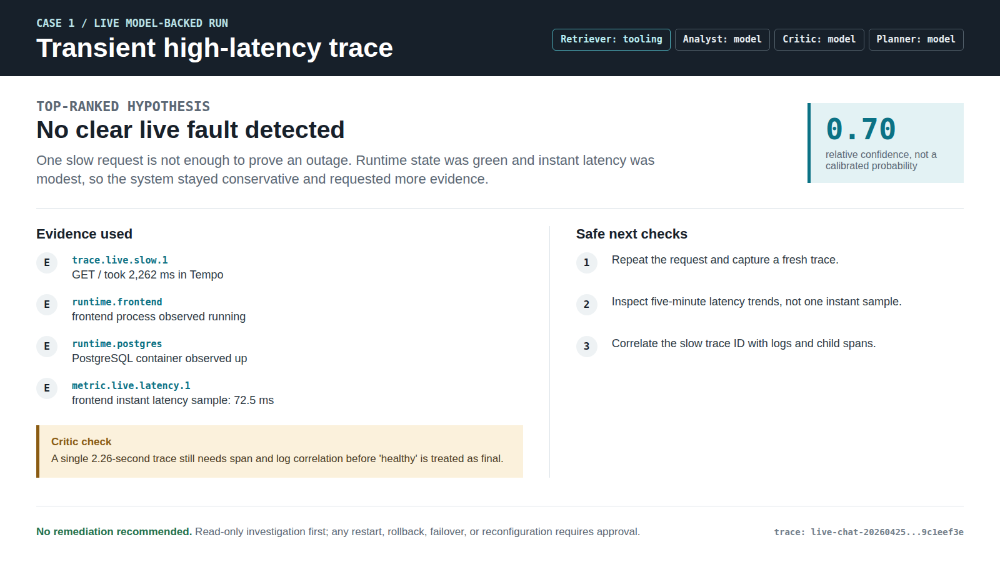 CASE 1 / LIVE MODEL-BACKED RUN
Transient high-latency trace
Retriever: tooling
Analyst: model
Critic: model
Planner: model
TOP-RANKED HYPOTHESIS
No clear live fault detected
One slow request is not enough to prove an outage. Runtime state was green and instant latency was
modest, so the system stayed conservative and requested more evidence.
0.70
relative confidence, not a
calibrated probability
Evidence used
E
trace.live.slow.1
GET / took 2,262 ms in Tempo
E
runtime.frontend
frontend process observed running
E
runtime.postgres
PostgreSQL container observed up
E
metric.live.latency.1
frontend instant latency sample: 72.5 ms
Critic check
A single 2.26-second trace still needs span and log correlation before 'healthy' is treated as final.
Safe next checks
1
Repeat the request and capture a fresh trace.
2
Inspect five-minute latency trends, not one instant sample.
3
Correlate the slow trace ID with logs and child spans.
No remediation recommended. Read-only investigation first; any restart, rollback, failover, or reconfiguration requires approval.
trace: live-chat-20260425...9c1eef3e